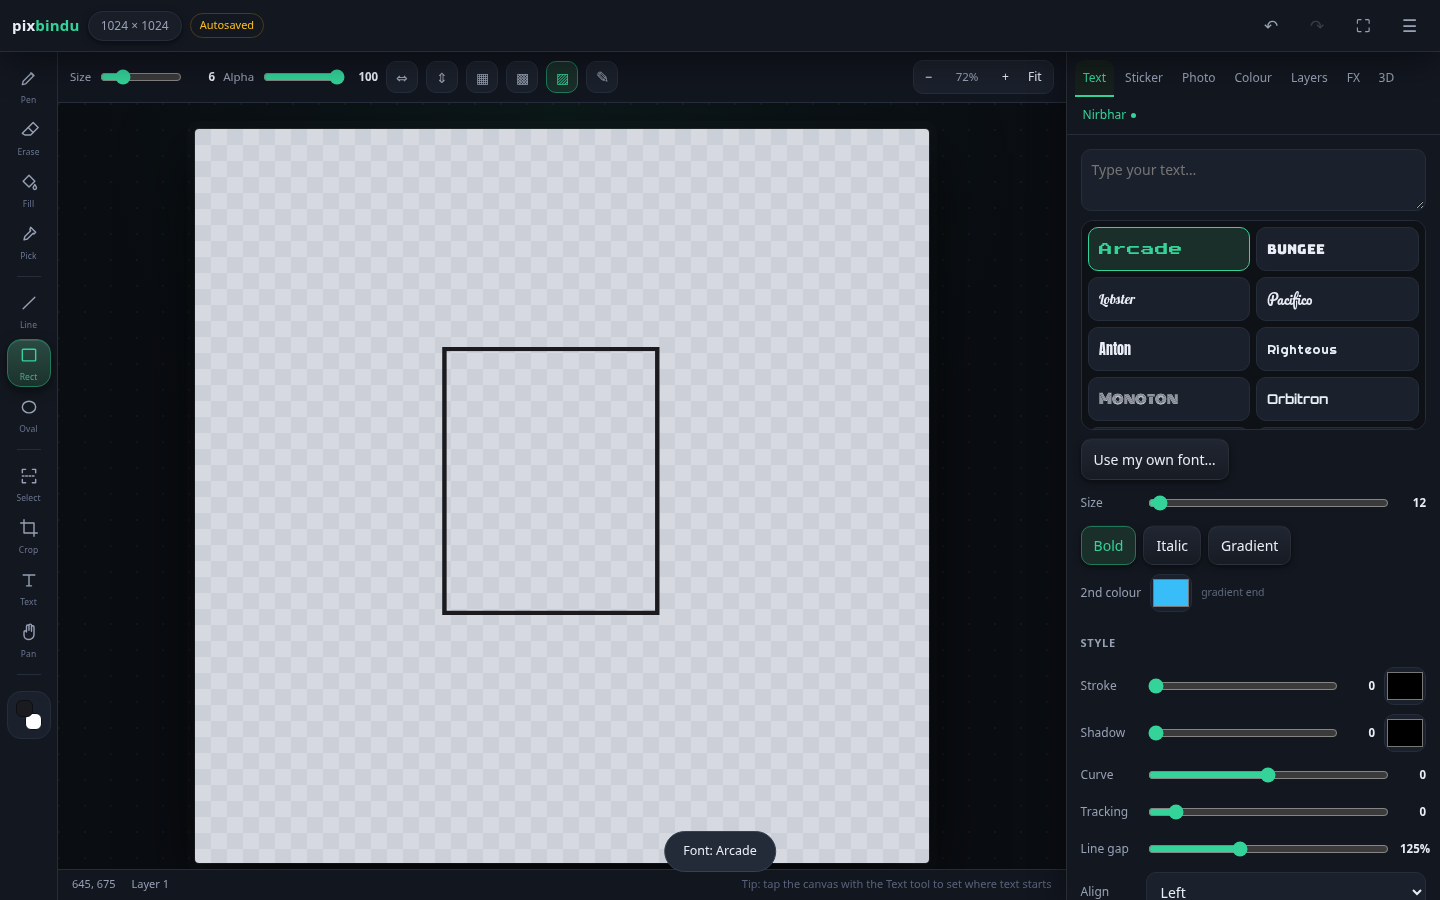 pixbindu 1024 × 1024 Autosaved
Size 6 Alpha 100 − 72% + Fit
Pen
Erase
Fill
Pick
Line
Rect
Oval
Select
Crop
Text
Pan
Text Sticker Photo Colour Layers FX 3D
Nirbhar
Type your text...
Arcade BUNGEE
Lobster Pacifico
Anton Righteous
MONOTON Orbitron
Use my own font...
Size 12
Bold Italic Gradient
2nd colour gradient end
STYLE
Stroke 0
Shadow 0
Curve 0
Tracking 0
Line gap 125%
Align Left
Font: Arcade
645, 675 Layer 1 Tip: tap the canvas with the Text tool to set where text starts